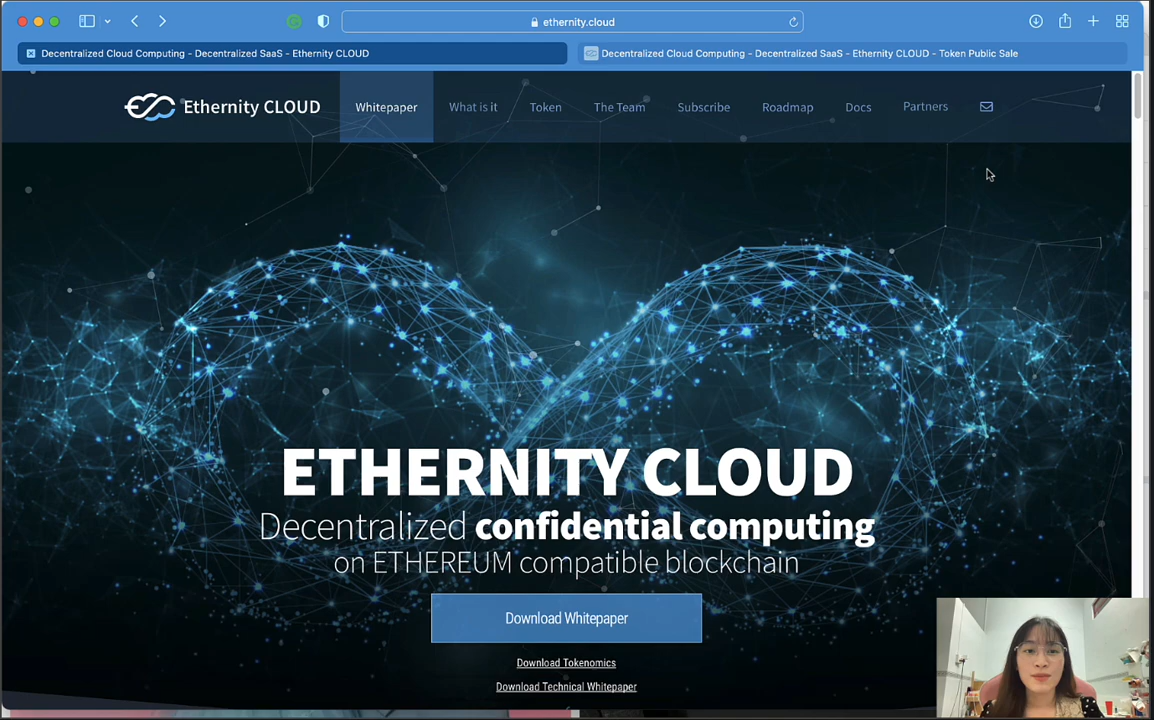 ethernity.cloud
Decentralized Cloud Computing - Decentralized SaaS - Ethernity CLOUD
Decentralized Cloud Computing - Decentralized SaaS - Ethernity CLOUD - Token Public Sale
Ethernity CLOUD
Whitepaper
What is it
Token
The Team
Subscribe
Roadmap
Docs
Partners
ETHERNITY CLOUD
Decentralized confidential computing
on ETHEREUM compatible blockchain
Download Whitepaper
Download Tokenomics
Download Technical Whitepaper